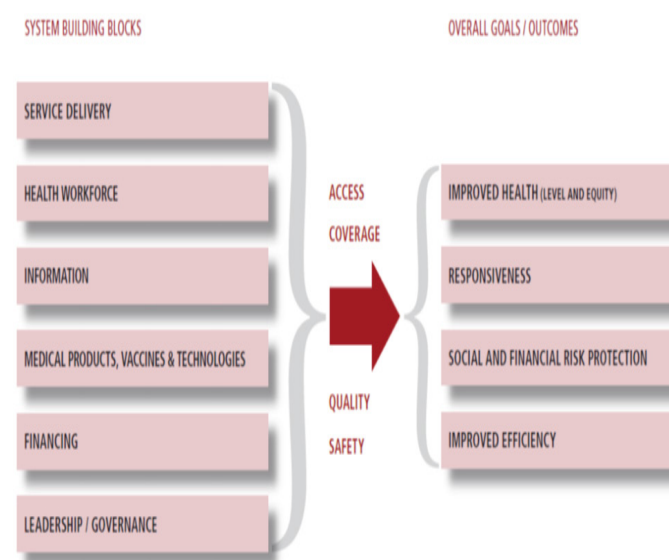 SYSTEM BUILDING BLOCKS
SERVICE DELIVERY
HEALTH WORKFORCE
INFORMATION
MEDICAL PRODUCTS, VACCINES & TECHNOLOGIES
FINANCING
LEADERSHIP / GOVERNANCE
ACCESS
COVERAGE
QUALITY
SAFETY
OVERALL GOALS / OUTCOMES
IMPROVED HEALTH (LEVEL AND EQUITY)
RESPONSIVENESS
SOCIAL AND FINANCIAL RISK PROTECTION
IMPROVED EFFICIENCY